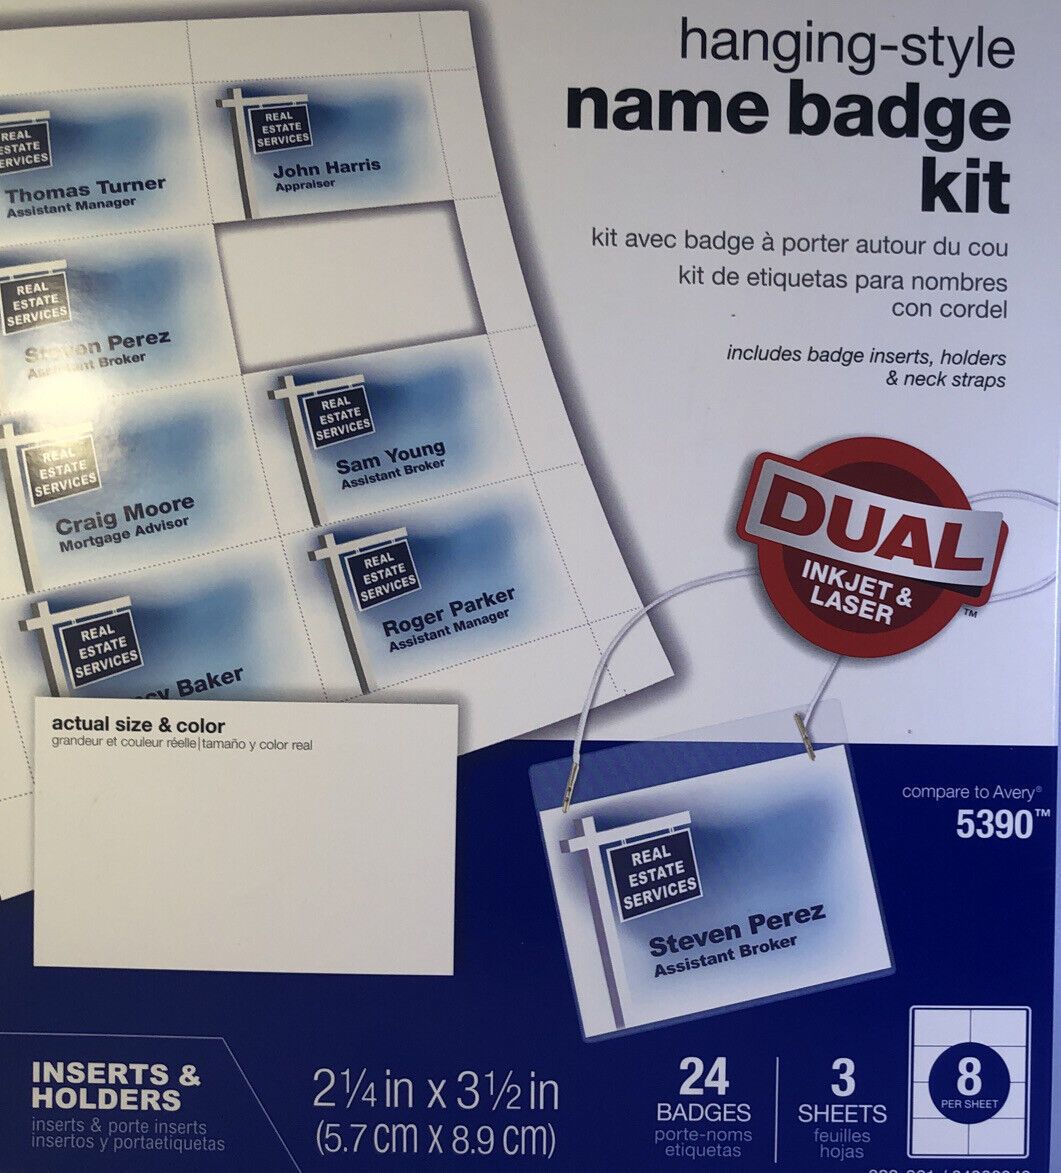 hanging-style
name badge
kit
kit avec badge à porter autour du cou
kit de etiquetas para nombres
con cordel
includes badge inserts, holders
& neck straps
DUAL
INKJET &
LASER
TM
REAL
ESTATE
SERVICES
Thomas Turner
Assistant Manager
REAL
ESTATE
SERVICES
John Harris
Appraiser
REAL
ESTATE
SERVICES
Steven Perez
Assistant Broker
REAL
ESTATE
SERVICES
Craig Moore
Mortgage Advisor
REAL
ESTATE
SERVICES
Sam Young
Assistant Broker
REAL
ESTATE
SERVICES
Roger Parker
Assistant Manager
REAL
ESTATE
SERVICES
Baker
actual size & color
grandeur et couleur réelle|tamaño y color real
compare to Avery®
5390™
REAL
ESTATE
SERVICES
Steven Perez
Assistant Broker
INSERTS &
HOLDERS
inserts & porte inserts
insertos y portaetiquetas
2¼ in x 3½ in
(5.7 cm x 8.9 cm)
24
BADGES
porte-noms
etiquetas
3
SHEETS
feuilles
hojas
8
PER SHEET